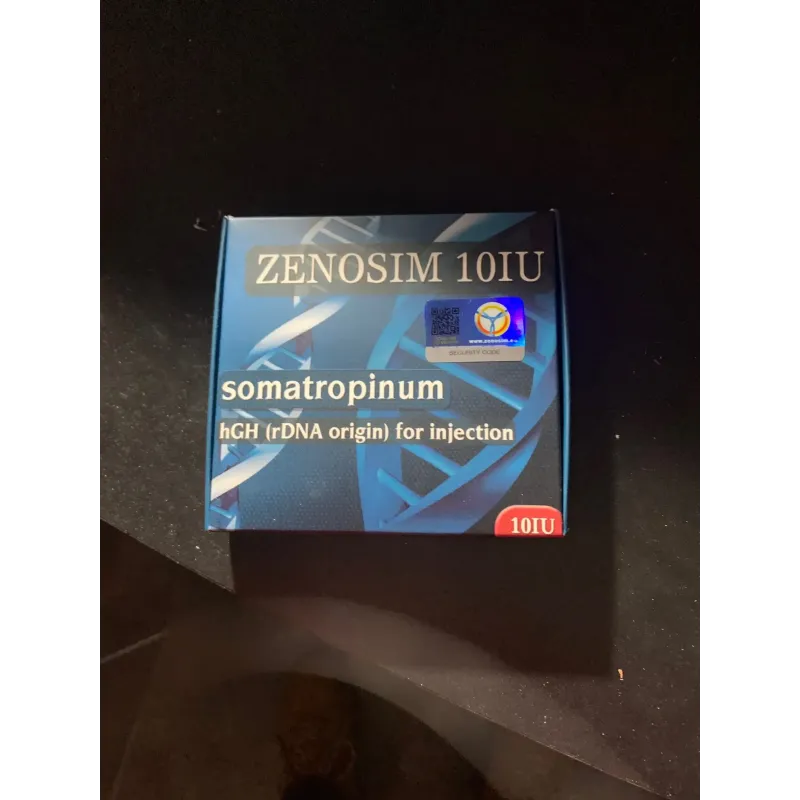 ZENOSIM 10IU
SECURITY CODE
somatropinum
hGH (rDNA origin) for injection
10IU